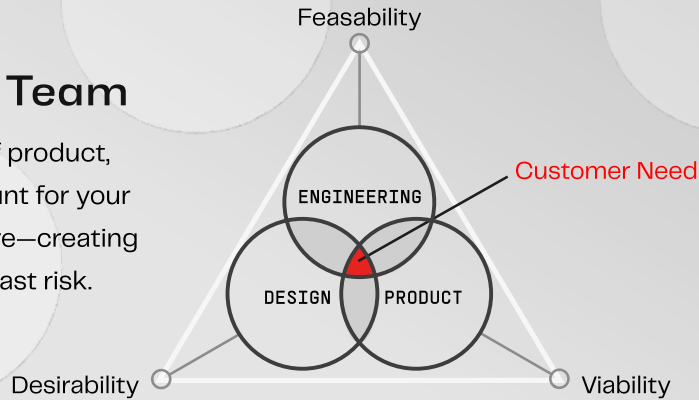 Feasability
Team
product,
nt for your
e—creating
ast risk.
Customer Need
ENGINEERING
DESIGN
PRODUCT
Desirability
Viability